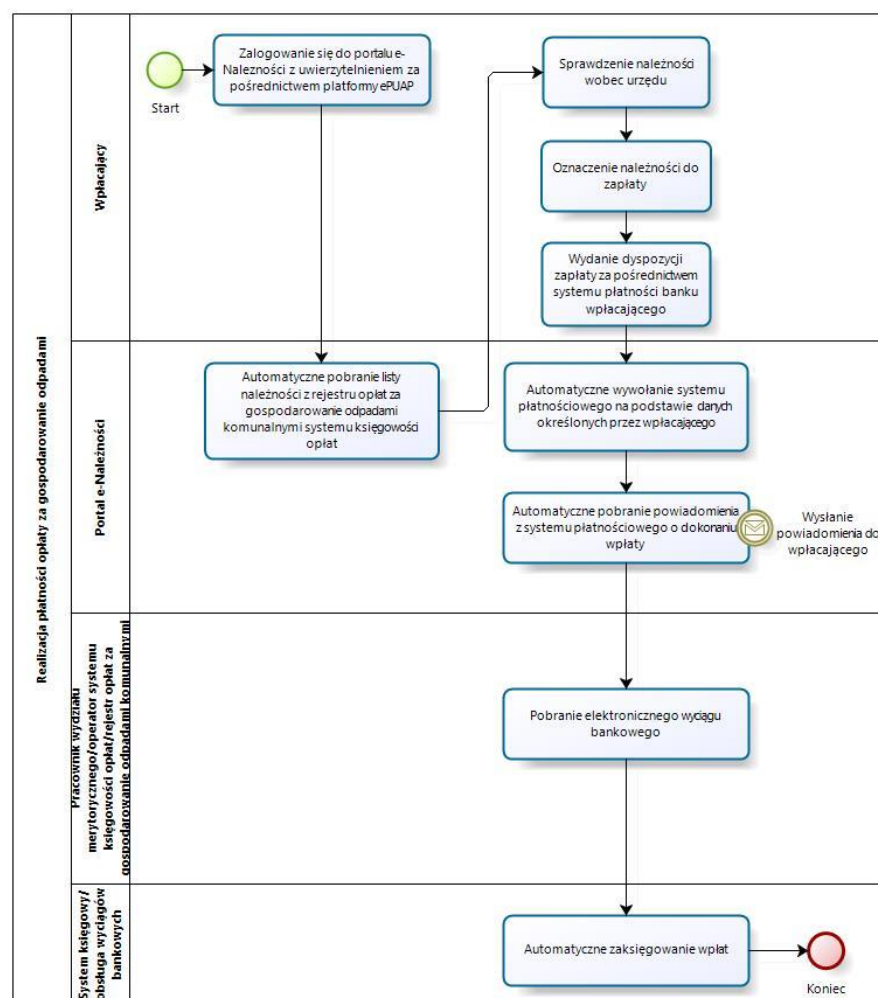 Realizacja płatności opłaty za gospodarowanie odpadami
Wpłacający
Start
Zalogowanie się do portalu e-
Nalezności z uwierzytelnieniem za
pośrednictwem platformy ePUAP
Sprawdzenie należności
wobec urzędu
Oznaczenie należności do
zapłaty
Wydanie dyspozycji
zapłaty za pośrednictwem
systemu płatności banku
wpłacającego
Portal e-Należności
Automatyczne pobranie listy
należności z rejestru opłat za
gospodarowanie odpadami
komunalnymi systemu księgowości
opłat
Automatyczne wywołanie systemu
płatnościowego na podstawie danych
określonych przez wpłacającego
Automatyczne pobranie powiadomienia
z systemu płatnościowego o dokonaniu
wpłaty
Wysłanie
powiadomienia do
wpłacającego
Pracownik wydziału
merytorycznego/operator systemu
księgowości opłat/rejestr opłat za
gospodarowanie odpadami komunalnymi
Pobranie elektronicznego wyciągu
bankowego
System księgowy/
obsługa wyciągów
bankowych
Automatyczne zaksięgowanie wpłat
Koniec